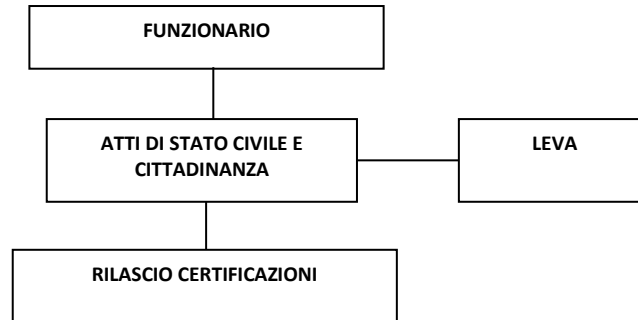 FUNZIONARIO
ATTI DI STATO CIVILE E
CITTADINANZA
LEVA
RILASCIO CERTIFICAZIONI